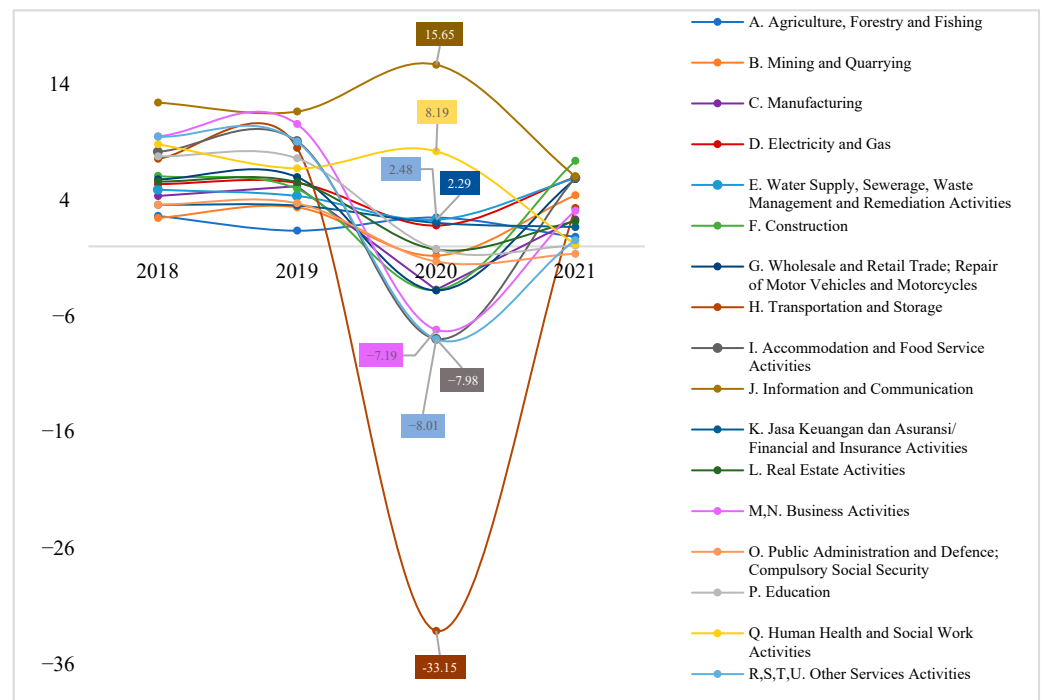 15.65
14
8.19
2.48
2.29
4
2018
2019
2020
2021
−6
−7.19
−7.98
−8.01
−16
−26
-33.15
−36
A. Agriculture, Forestry and Fishing
B. Mining and Quarrying
C. Manufacturing
D. Electricity and Gas
E. Water Supply, Sewerage, Waste
Management and Remediation Activities
F. Construction
G. Wholesale and Retail Trade; Repair
of Motor Vehicles and Motorcycles
H. Transportation and Storage
I. Accommodation and Food Service
Activities
J. Information and Communication
K. Jasa Keuangan dan Asuransi/
Financial and Insurance Activities
L. Real Estate Activities
M,N. Business Activities
O. Public Administration and Defence;
Compulsory Social Security
P. Education
Q. Human Health and Social Work
Activities
R,S,T,U. Other Services Activities